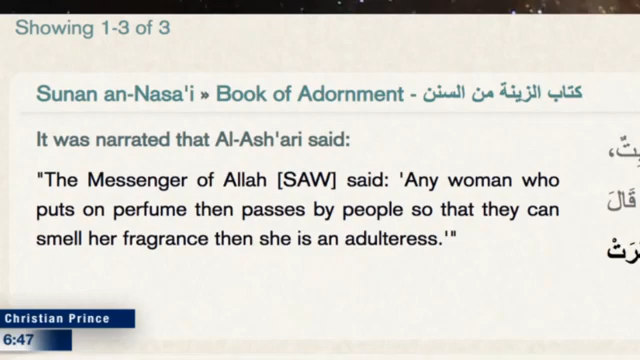 Showing 1-3 of 3
Sunan an-Nasa'i » Book of Adornment - كتاب الزينة من السنن
It was narrated that Al-Ash'ari said:
"The Messenger of Allah [SAW] said: 'Any woman who
puts on perfume then passes by people so that they can
smell her fragrance then she is an adulteress.'"
قَالَ
Christian Prince
6:47